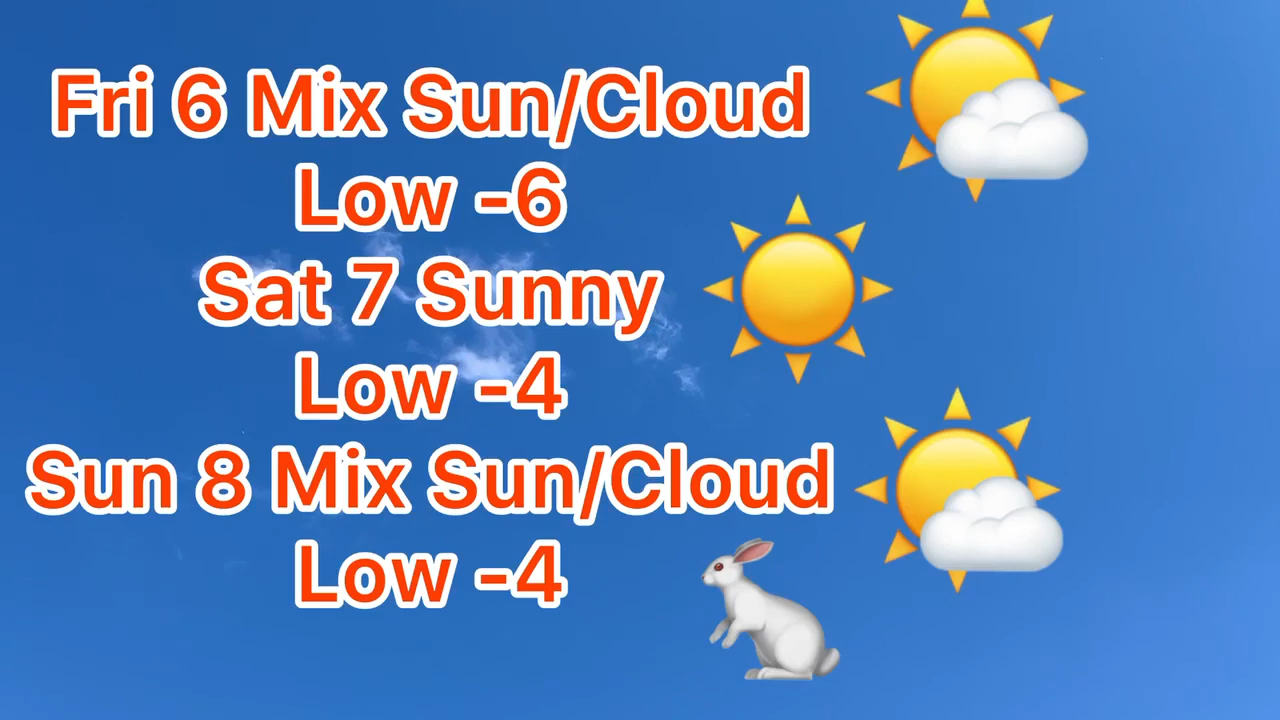 Fri 6 Mix Sun/Cloud
Low -6
Sat 7 Sunny
Low -4
Sun 8 Mix Sun/Cloud
Low -4